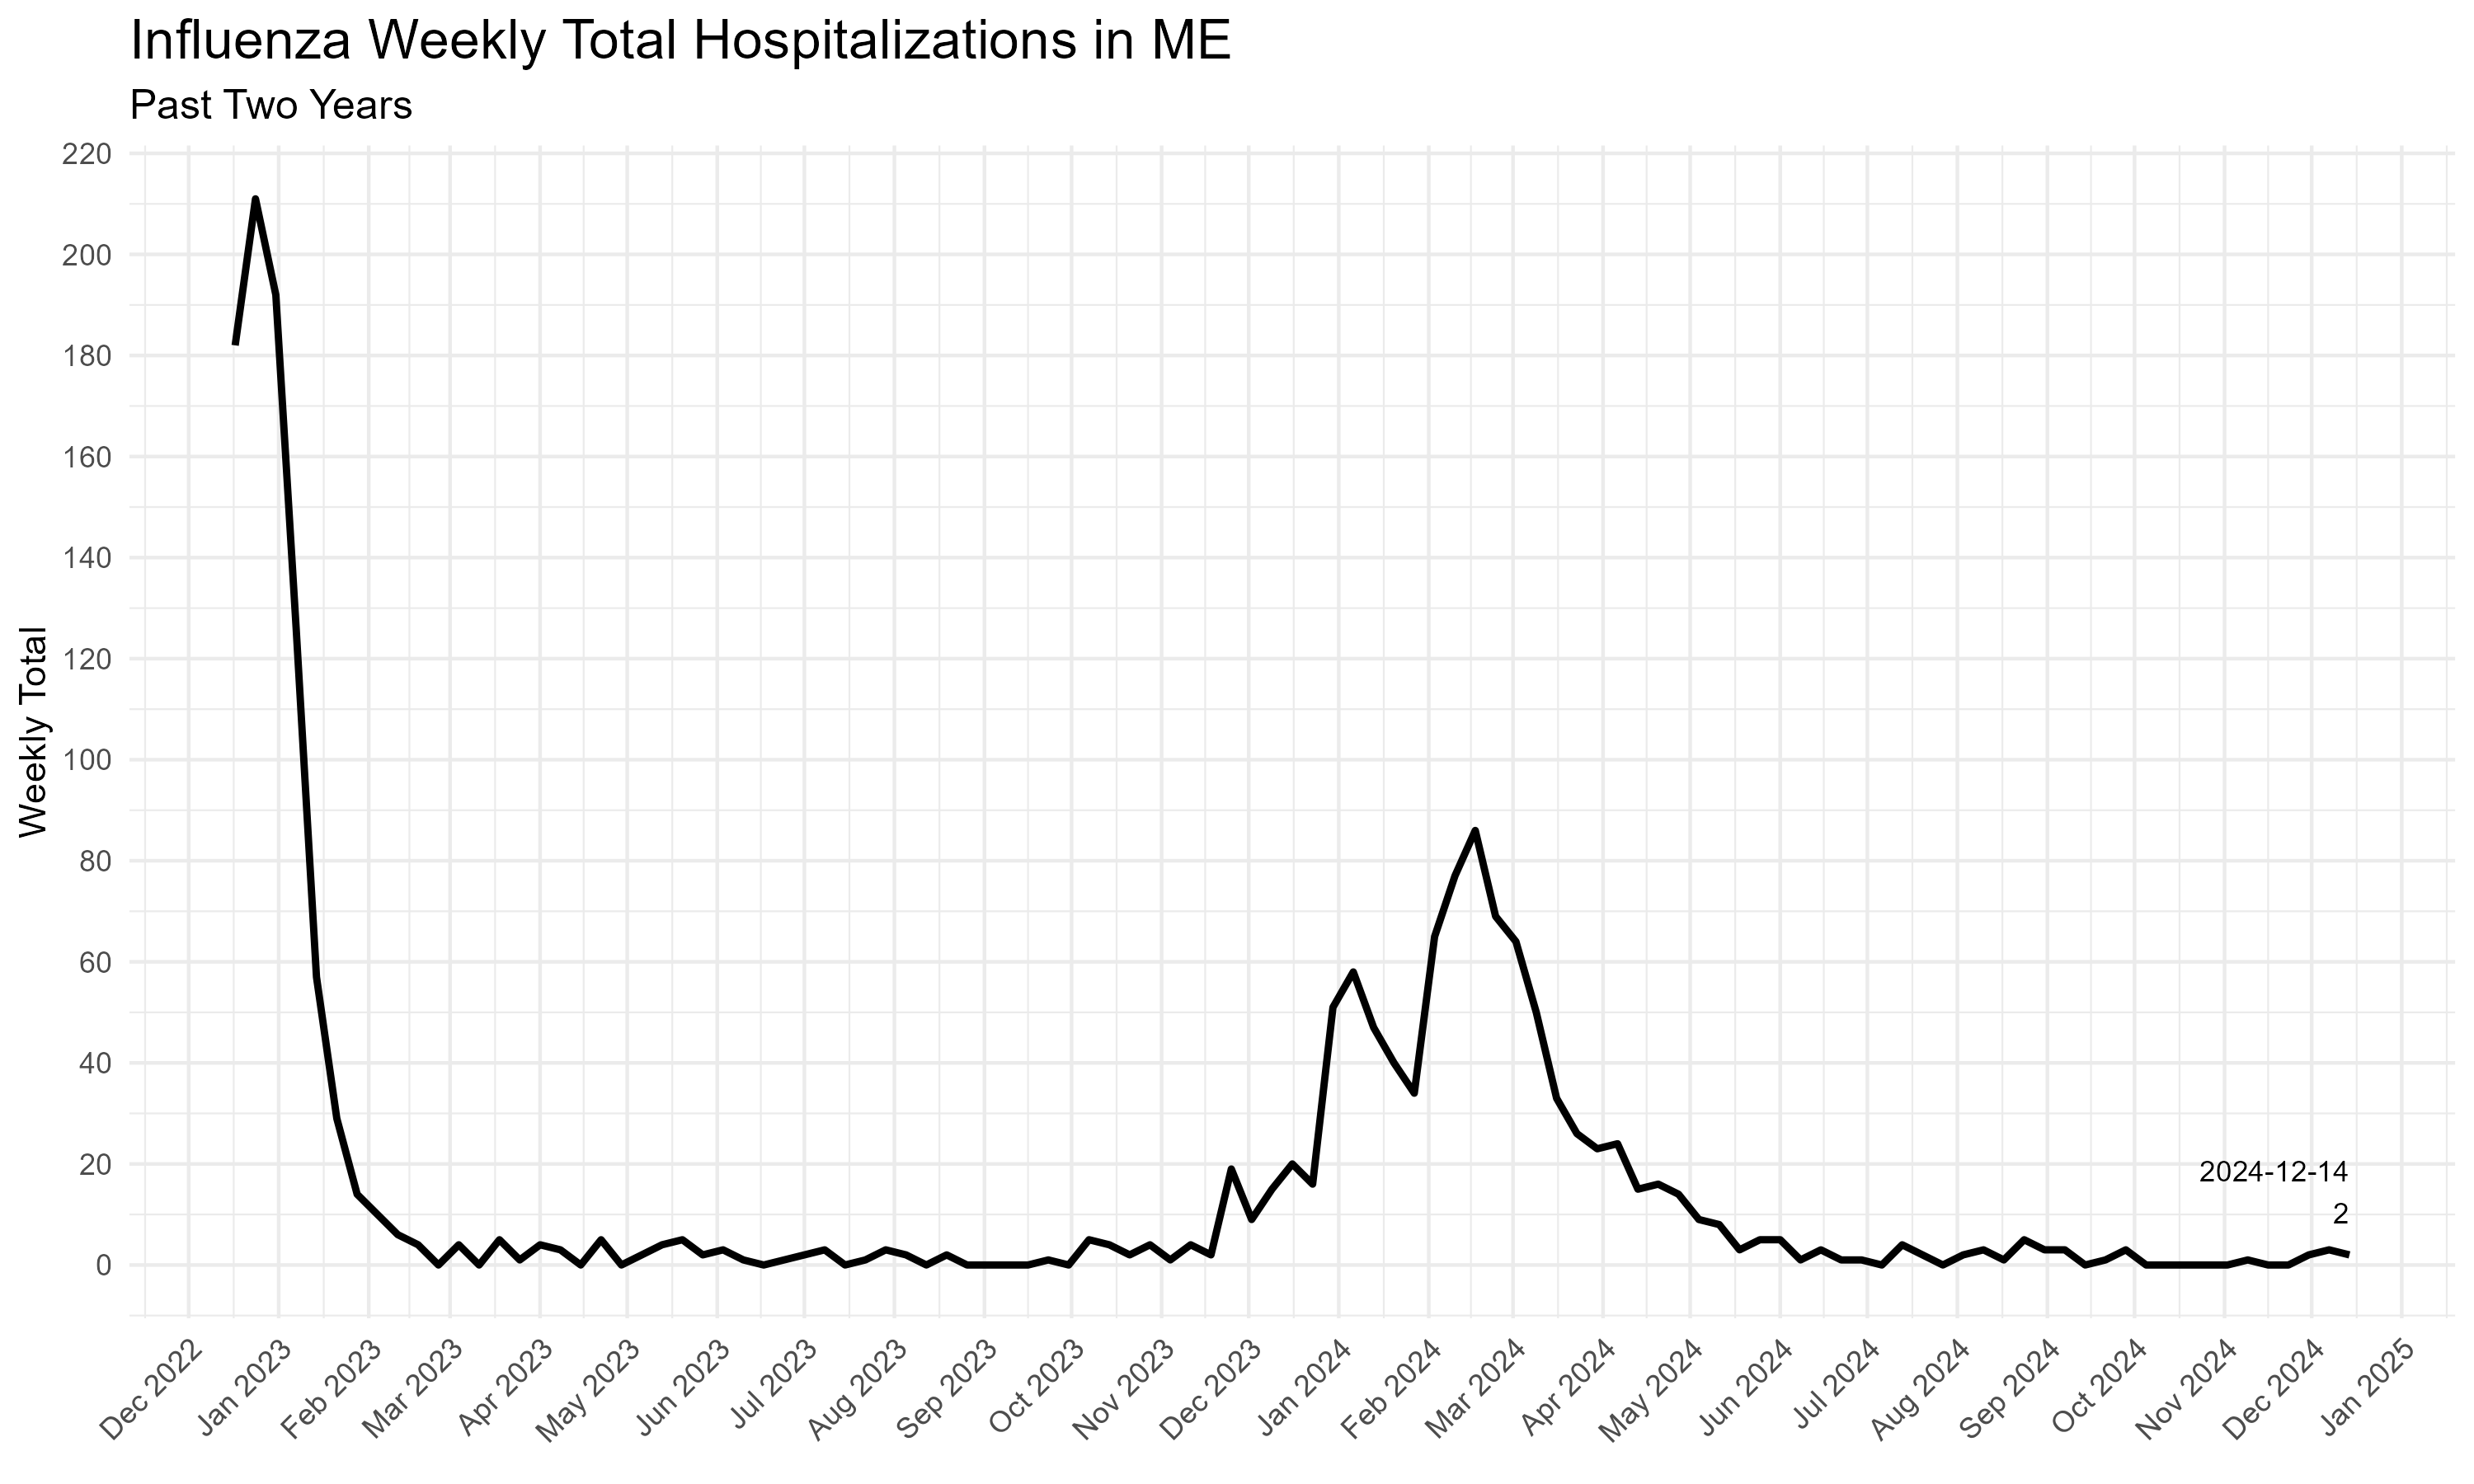 Influenza Weekly Total Hospitalizations in ME
Past Two Years
Weekly Total
220
200
180
160
140
120
100
80
60
40
20
0
2024-12-14
2
Dec 2022
Jan 2023
Feb 2023
Mar 2023
Apr 2023
May 2023
Jun 2023
Jul 2023
Aug 2023
Sep 2023
Oct 2023
Nov 2023
Dec 2023
Jan 2024
Feb 2024
Mar 2024
Apr 2024
May 2024
Jun 2024
Jul 2024
Aug 2024
Sep 2024
Oct 2024
Nov 2024
Dec 2024
Jan 2025